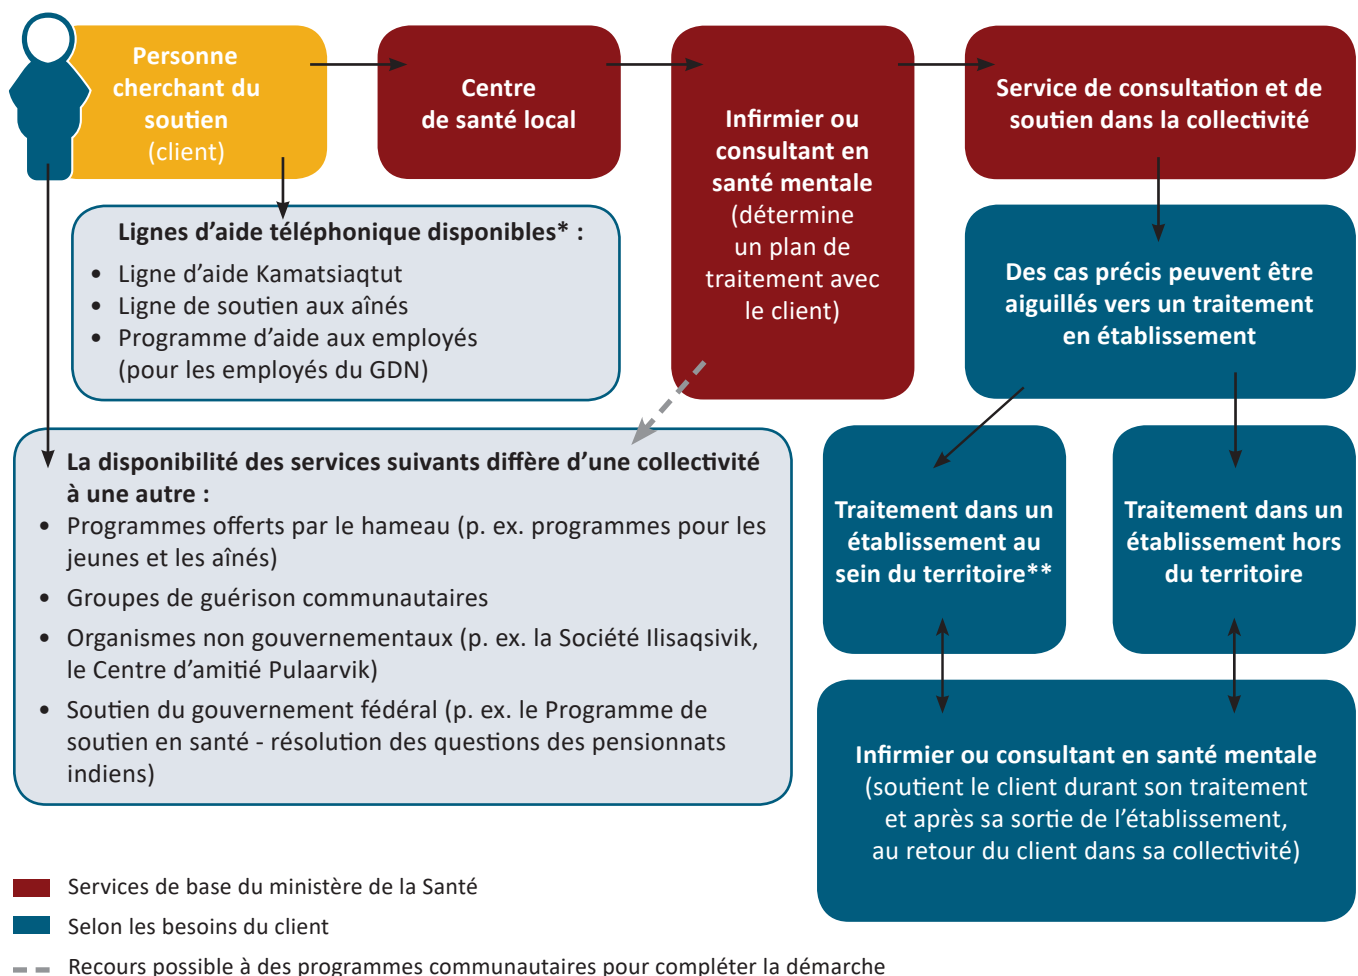 Personne
cherchant du
soutien
(client)
Centre
de santé local
Infirmier ou
consultant en
santé mentale
(détermine
un plan de
traitement avec
le client)
Service de consultation et de
soutien dans la collectivité
Lignes d’aide téléphonique disponibles* :
• Ligne d’aide Kamatsiaqtut
• Ligne de soutien aux aînés
• Programme d’aide aux employés
(pour les employés du GDN)
Des cas précis peuvent être
aiguillés vers un traitement
en établissement
La disponibilité des services suivants diffère d’une collectivité
à une autre :
• Programmes offerts par le hameau (p. ex. programmes pour les
jeunes et les aînés)
• Groupes de guérison communautaires
• Organismes non gouvernementaux (p. ex. la Société Ilisaqsivik,
le Centre d’amitié Pulaarvik)
• Soutien du gouvernement fédéral (p. ex. le Programme de
soutien en santé - résolution des questions des pensionnats
indiens)
Traitement dans un
établissement au
sein du territoire**
Traitement dans un
établissement hors
du territoire
Infirmier ou consultant en santé mentale
(soutient le client durant son traitement
et après sa sortie de l’établissement,
au retour du client dans sa collectivité)
Services de base du ministère de la Santé
Selon les besoins du client
Recours possible à des programmes communautaires pour compléter la démarche